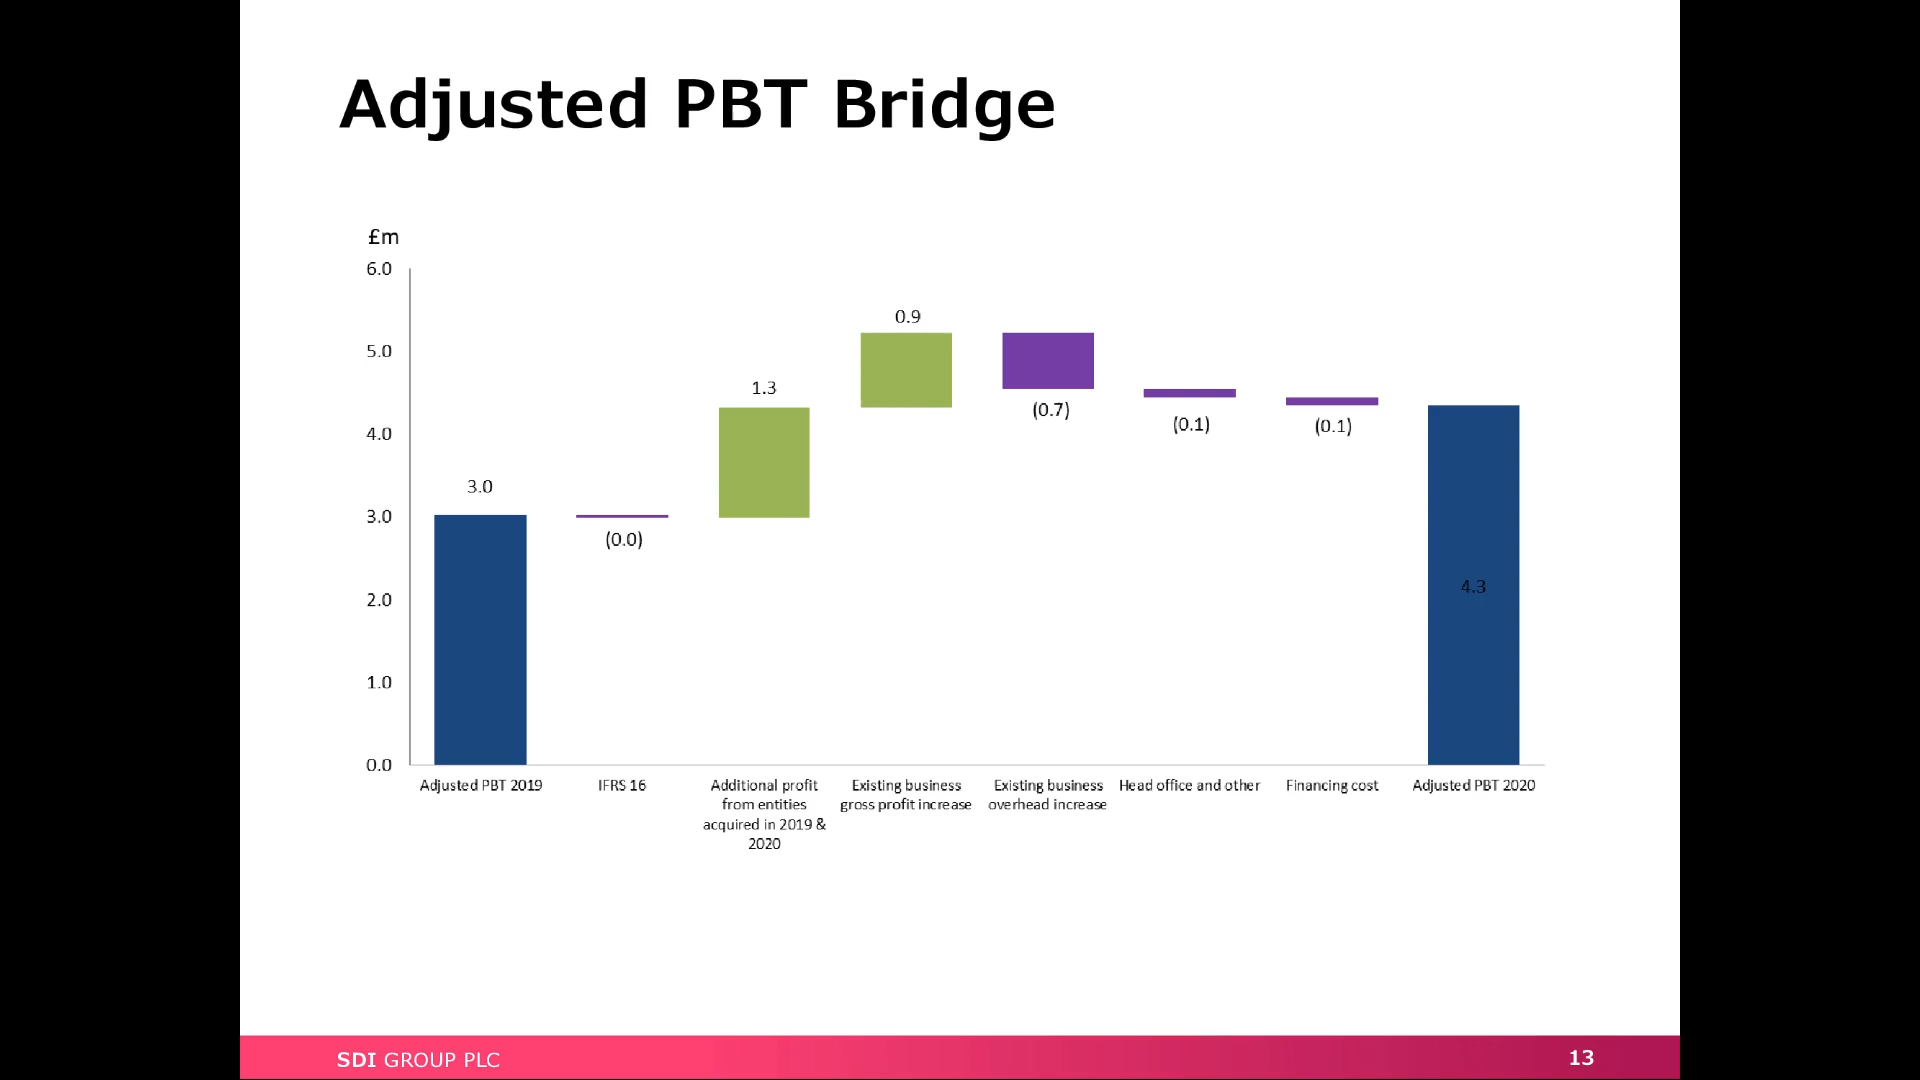 Adjusted PBT Bridge
£m
6.0
5.0
4.0
3.0
2.0
1.0
0.0
3.0
(0.0)
1.3
0.9
(0.7)
(0.1)
(0.1)
4.3
Adjusted PBT 2019
IFRS 16
Additional profit
from entities
acquired in 2019 &
2020
Existing business
gross profit increase
Existing business
overhead increase
Head office and other
Financing cost
Adjusted PBT 2020
SDI GROUP PLC
13